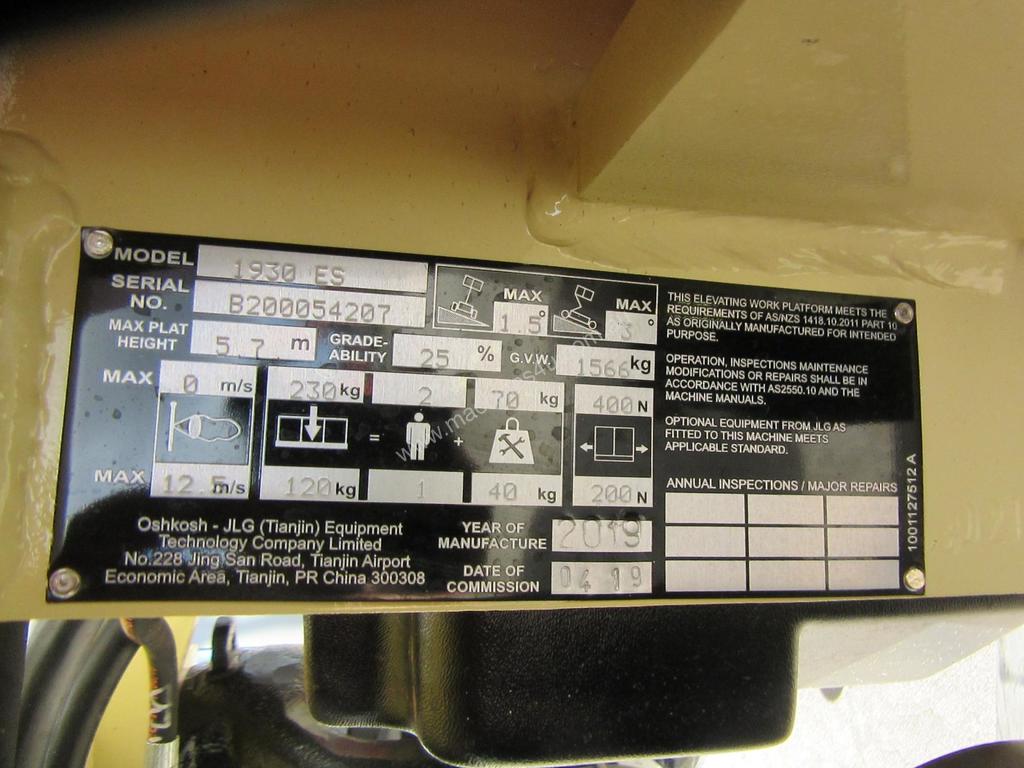 MODEL 1930 ES
SERIAL NO. B200054207
MAX PLAT HEIGHT 5.7 m
GRADE-ABILITY 25 %
G.V.W. 1566 kg
MAX 1.5°
MAX 3°
MAX 0 m/s 230 kg 2 70 kg 400 N
= +
MAX 12.5 m/s 120 kg 1 40 kg 200 N
Oshkosh - JLG (Tianjin) Equipment
Technology Company Limited
No.228 Jing San Road, Tianjin Airport
Economic Area, Tianjin, PR China 300308
YEAR OF
MANUFACTURE 2019
DATE OF
COMMISSION 04 19
THIS ELEVATING WORK PLATFORM MEETS THE
REQUIREMENTS OF AS/NZS 1418.10.2011 PART 10
AS ORIGINALLY MANUFACTURED FOR INTENDED
PURPOSE.
OPERATION, INSPECTIONS MAINTENANCE
MODIFICATIONS OR REPAIRS SHALL BE IN
ACCORDANCE WITH AS2550.10 AND THE
MACHINE MANUALS.
OPTIONAL EQUIPMENT FROM JLG AS
FITTED TO THIS MACHINE MEETS
APPLICABLE STANDARD.
ANNUAL INSPECTIONS / MAJOR REPAIRS
1001127512 A